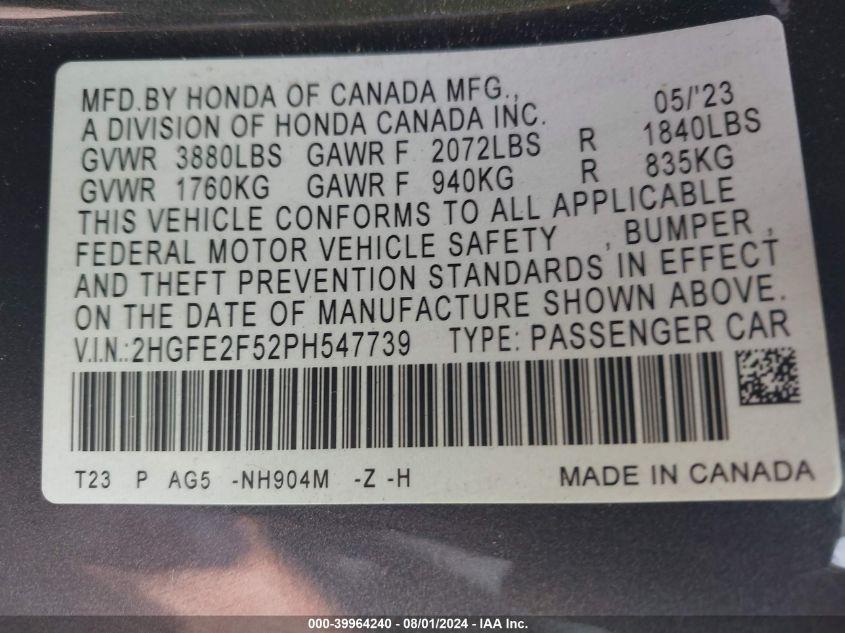 MFD.BY HONDA OF CANADA MFG., 05/'23
A DIVISION OF HONDA CANADA INC.
GVWR 3880LBS GAWR F 2072LBS R 1840LBS
GVWR 1760KG GAWR F 940KG R 835KG
THIS VEHICLE CONFORMS TO ALL APPLICABLE
FEDERAL MOTOR VEHICLE SAFETY , BUMPER ,
AND THEFT PREVENTION STANDARDS IN EFFECT
ON THE DATE OF MANUFACTURE SHOWN ABOVE.
V.I.N.:2HGFE2F52PH547739 TYPE: PASSENGER CAR
T23 P AG5 -NH904M -Z -H MADE IN CANADA
000-39964240 - 08/01/2024 - IAA Inc.